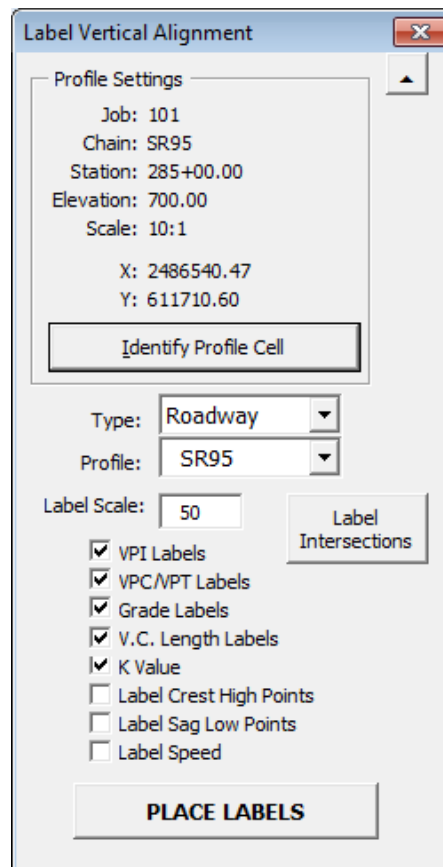 Label Vertical Alignment
Profile Settings
Job: 101
Chain: SR95
Station: 285+00.00
Elevation: 700.00
Scale: 10:1
X: 2486540.47
Y: 611710.60
Identify Profile Cell
Type: Roadway
Profile: SR95
Label Scale: 50
Label
Intersections
VPI Labels
VPC/VPT Labels
Grade Labels
V.C. Length Labels
K Value
Label Crest High Points
Label Sag Low Points
Label Speed
PLACE LABELS